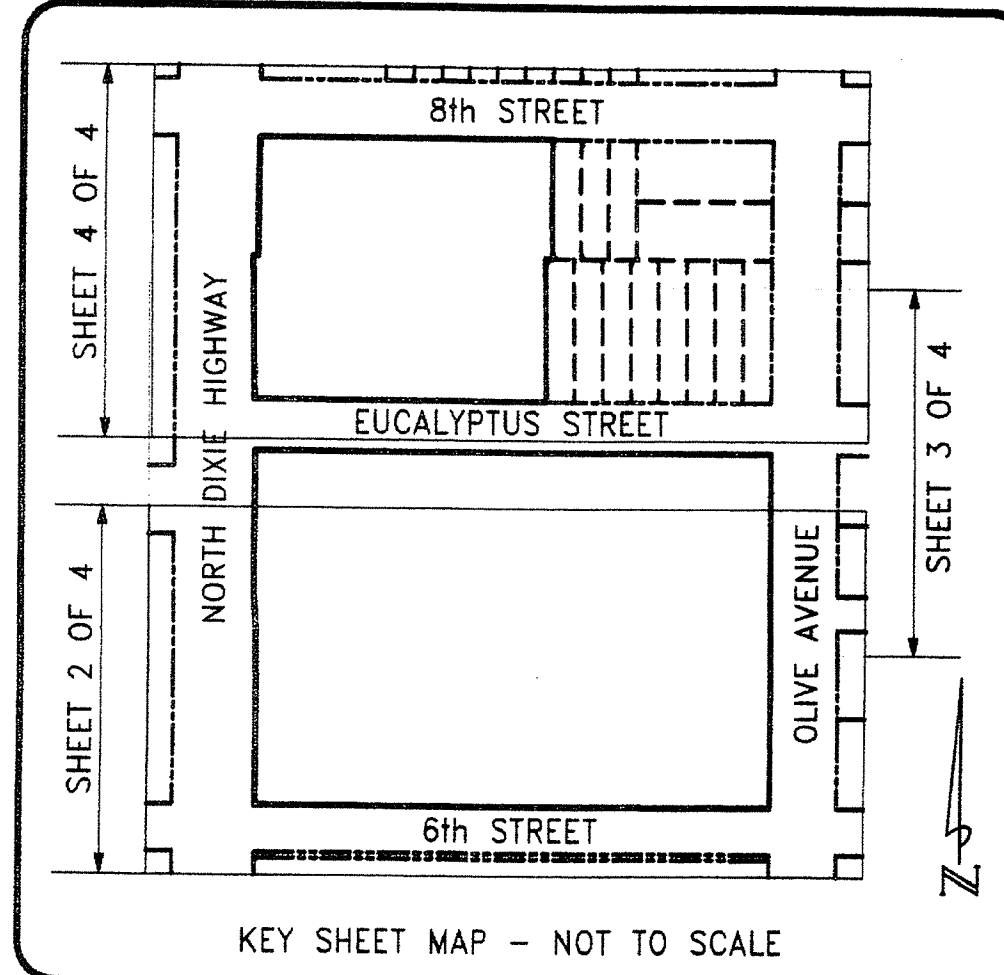 8th STREET
SHEET 4 OF 4
NORTH DIXIE HIGHWAY
EUCALYPTUS STREET
SHEET 3 OF 4
SHEET 2 OF 4
OLIVE AVENUE
6th STREET
N
KEY SHEET MAP - NOT TO SCALE